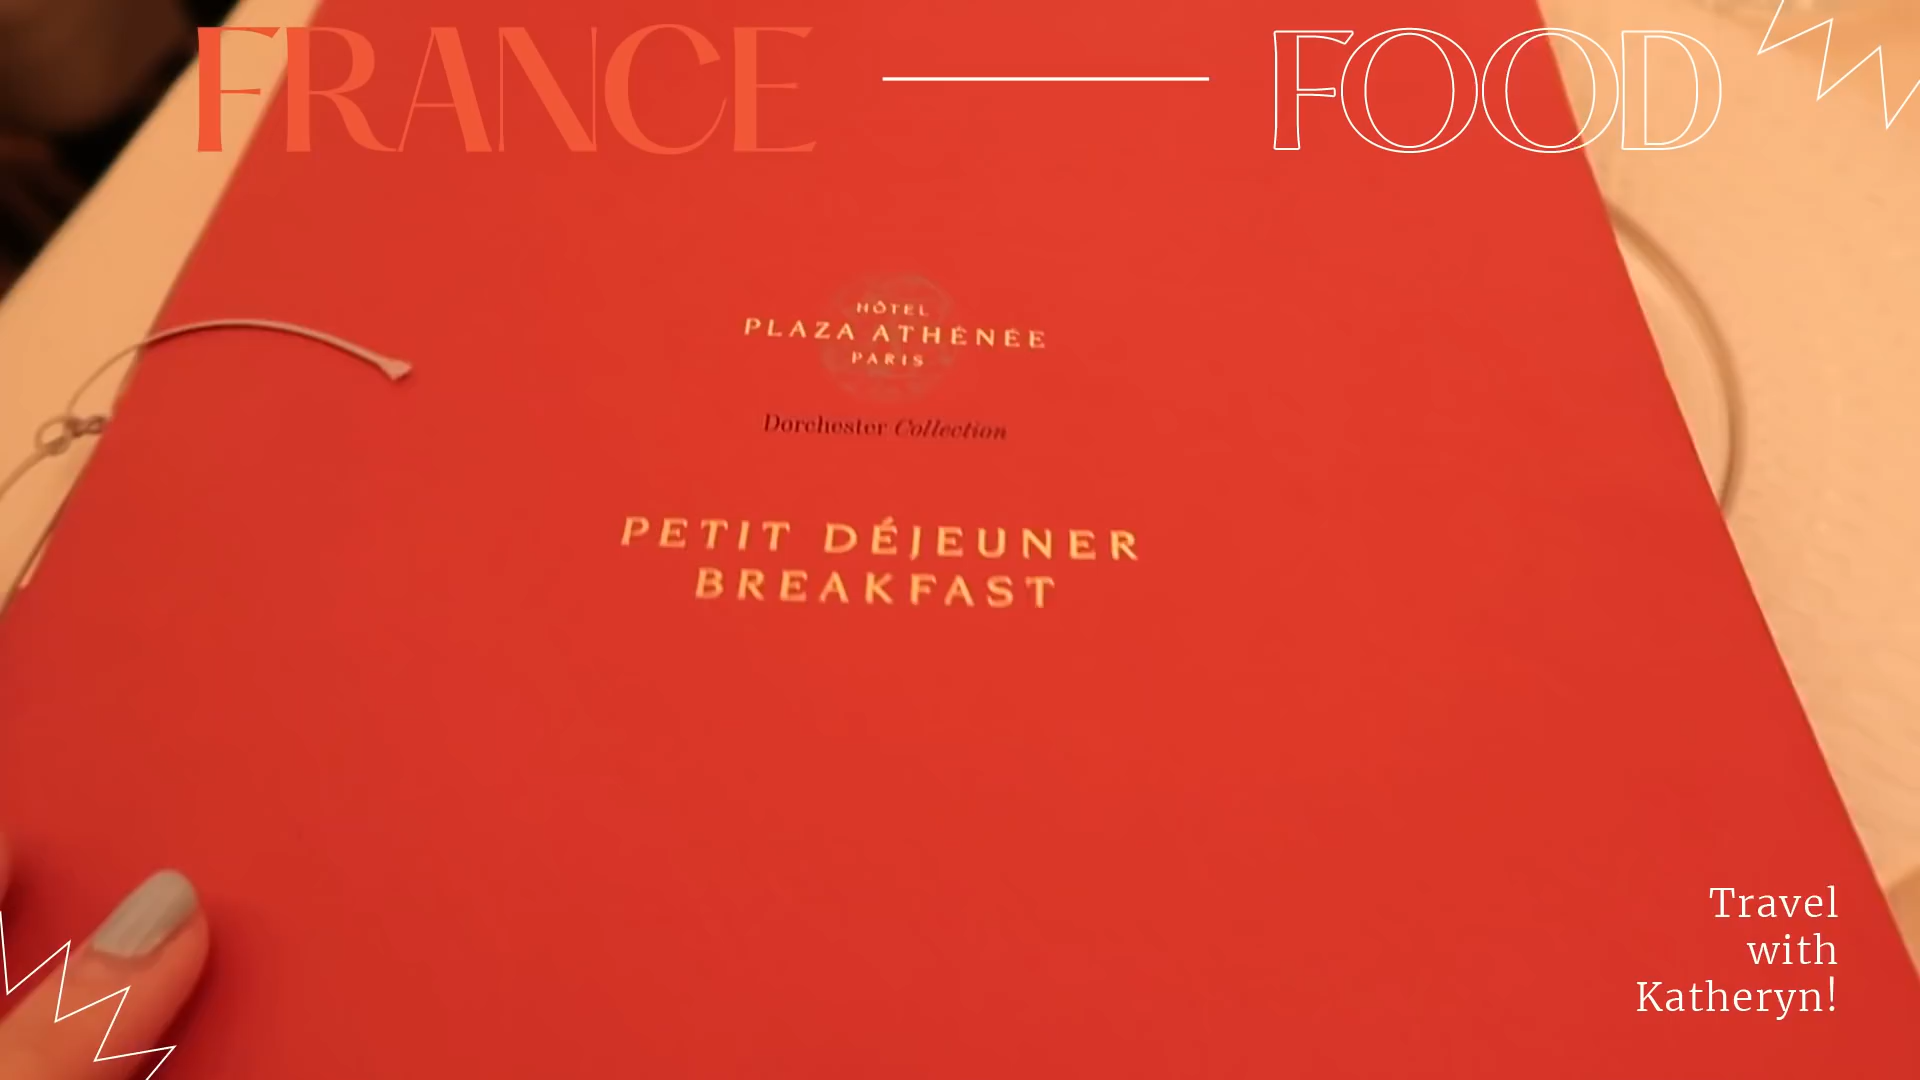 FRANCE
FOOD
HÔTEL
PLAZA ATHÉNÉE
PARIS
Dorchester Collection
PETIT DÉJEUNER
BREAKFAST
Travel
with
Katheryn!